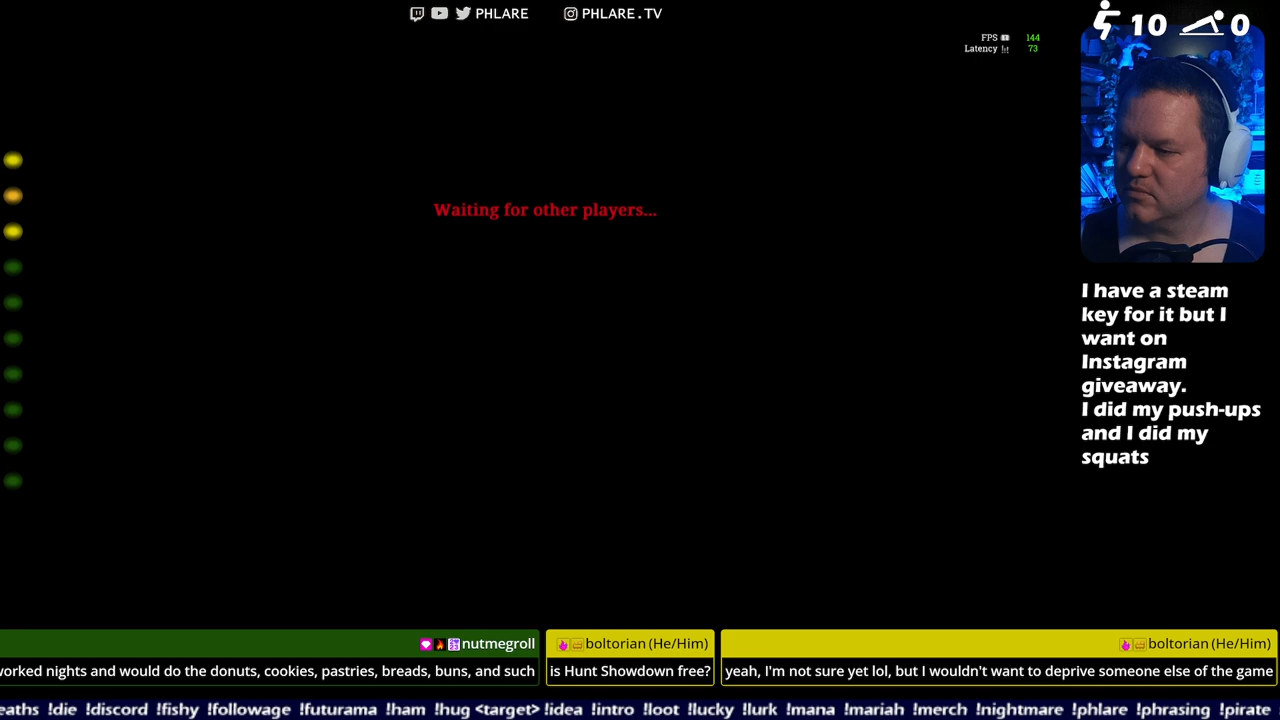 PHLARE PHLARE.TV
10 0
FPS 144
Latency 73
Waiting for other players...
I have a steam
key for it but I
want on
Instagram
giveaway.
I did my push-ups
and I did my
squats
nutmegroll
worked nights and would do the donuts, cookies, pastries, breads, buns, and such
boltorian (He/Him)
is Hunt Showdown free?
boltorian (He/Him)
yeah, I'm not sure yet lol, but I wouldn't want to deprive someone else of the game
eaths !die !discord !fishy !followage !futurama !ham !hug <target> !idea !intro !loot !lucky !lurk !mana !mariah !merch !nightmare !phlare !phrasing !pirate